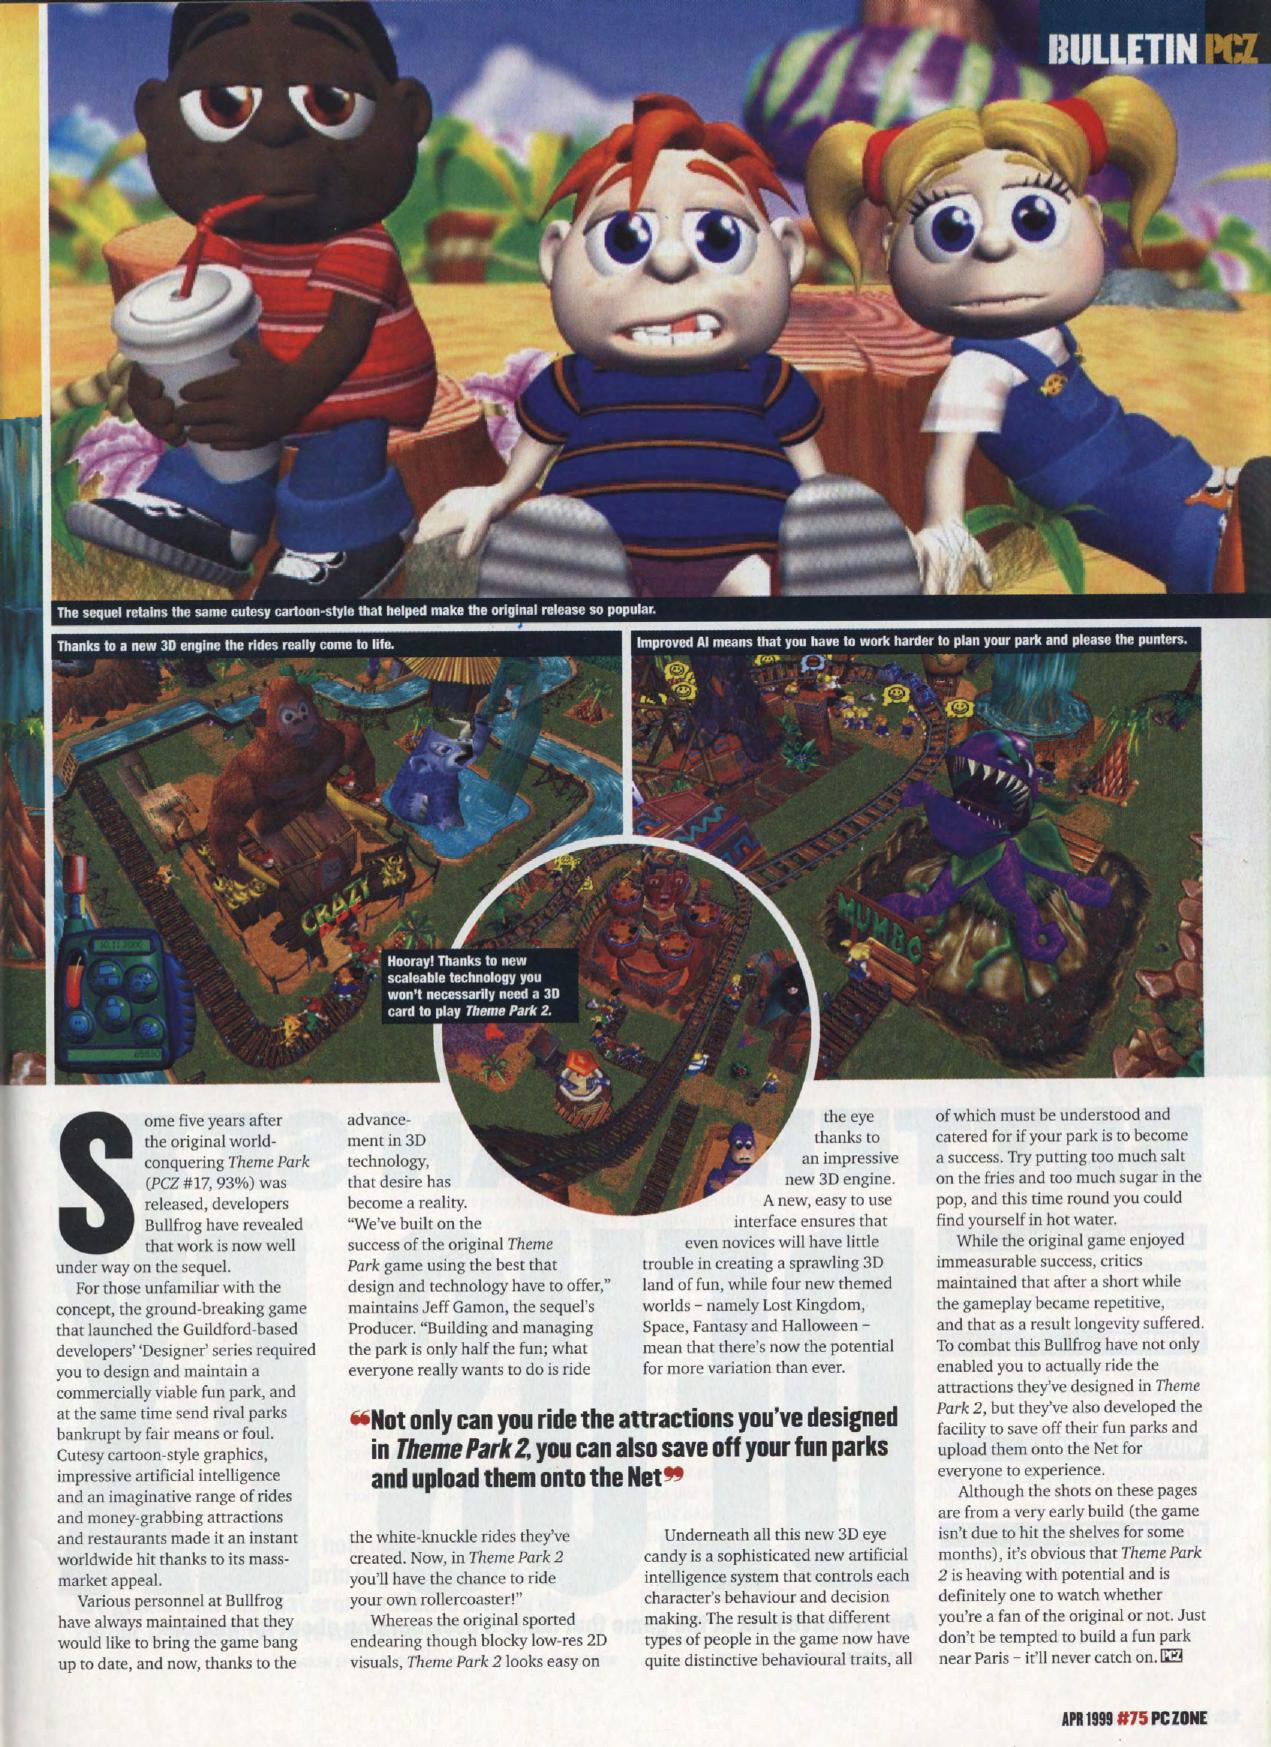 BULLETIN PCZ
The sequel retains the same cutesy cartoon-style that helped make the original release so popular.
Thanks to a new 3D engine the rides really come to life.
Improved AI means that you have to work harder to plan your park and please the punters.
CRAZY
MUMBO
Hooray! Thanks to new
scaleable technology you
won't necessarily need a 3D
card to play Theme Park 2.
Some five years after
the original world-
conquering Theme Park
(PCZ #17, 93%) was
released, developers
Bullfrog have revealed
that work is now well
under way on the sequel.
For those unfamiliar with the
concept, the ground-breaking game
that launched the Guildford-based
developers' 'Designer' series required
you to design and maintain a
commercially viable fun park, and
at the same time send rival parks
bankrupt by fair means or foul.
Cutesy cartoon-style graphics,
impressive artificial intelligence
and an imaginative range of rides
and money-grabbing attractions
and restaurants made it an instant
worldwide hit thanks to its mass-
market appeal.
Various personnel at Bullfrog
have always maintained that they
would like to bring the game bang
up to date, and now, thanks to the
advance-
ment in 3D
technology,
that desire has
become a reality.
"We've built on the
success of the original Theme
Park game using the best that
design and technology have to offer,"
maintains Jeff Gamon, the sequel's
Producer. "Building and managing
the park is only half the fun; what
everyone really wants to do is ride
the white-knuckle rides they've
created. Now, in Theme Park 2
you'll have the chance to ride
your own rollercoaster!"
Whereas the original sported
endearing though blocky low-res 2D
visuals, Theme Park 2 looks easy on
the eye
thanks to
an impressive
new 3D engine.
A new, easy to use
interface ensures that
even novices will have little
trouble in creating a sprawling 3D
land of fun, while four new themed
worlds – namely Lost Kingdom,
Space, Fantasy and Halloween –
mean that there's now the potential
for more variation than ever.
"Not only can you ride the attractions you've designed
in Theme Park 2, you can also save off your fun parks
and upload them onto the Net"
Underneath all this new 3D eye
candy is a sophisticated new artificial
intelligence system that controls each
character's behaviour and decision
making. The result is that different
types of people in the game now have
quite distinctive behavioural traits, all
of which must be understood and
catered for if your park is to become
a success. Try putting too much salt
on the fries and too much sugar in the
pop, and this time round you could
find yourself in hot water.
While the original game enjoyed
immeasurable success, critics
maintained that after a short while
the gameplay became repetitive,
and that as a result longevity suffered.
To combat this Bullfrog have not only
enabled you to actually ride the
attractions they've designed in Theme
Park 2, but they've also developed the
facility to save off their fun parks and
upload them onto the Net for
everyone to experience.
Although the shots on these pages
are from a very early build (the game
isn't due to hit the shelves for some
months), it's obvious that Theme Park
2 is heaving with potential and is
definitely one to watch whether
you're a fan of the original or not. Just
don't be tempted to build a fun park
near Paris – it'll never catch on. PCZ
APR 1999 #75 PC ZONE